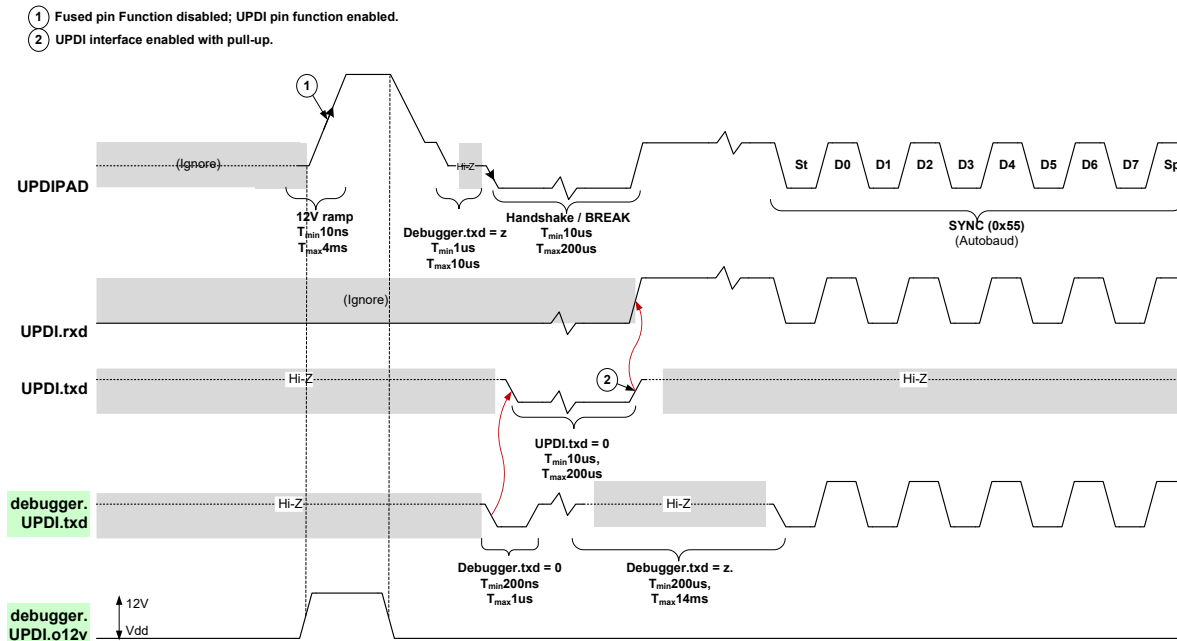 1 Fused pin Function disabled; UPDI pin function enabled.
2 UPDI interface enabled with pull-up.
1
(Ignore)
Hi-Z
St D0 D1 D2 D3 D4 D5 D6 D7 Sp
UPDIPAD
12V ramp
Tmin10ns
Tmax4ms
Debugger.txd = z
Tmin1us
Tmax10us
Handshake / BREAK
Tmin10us
Tmax200us
SYNC (0x55)
(Autobaud)
(Ignore)
UPDI.rxd
Hi-Z
2
Hi-Z
UPDI.txd
UPDI.txd = 0
Tmin10us,
Tmax200us
debugger.
UPDI.txd
Hi-Z
Hi-Z
Debugger.txd = 0
Tmin200ns
Tmax1us
Debugger.txd = z.
Tmin200us,
Tmax14ms
debugger.
UPDI.o12v
12V
Vdd